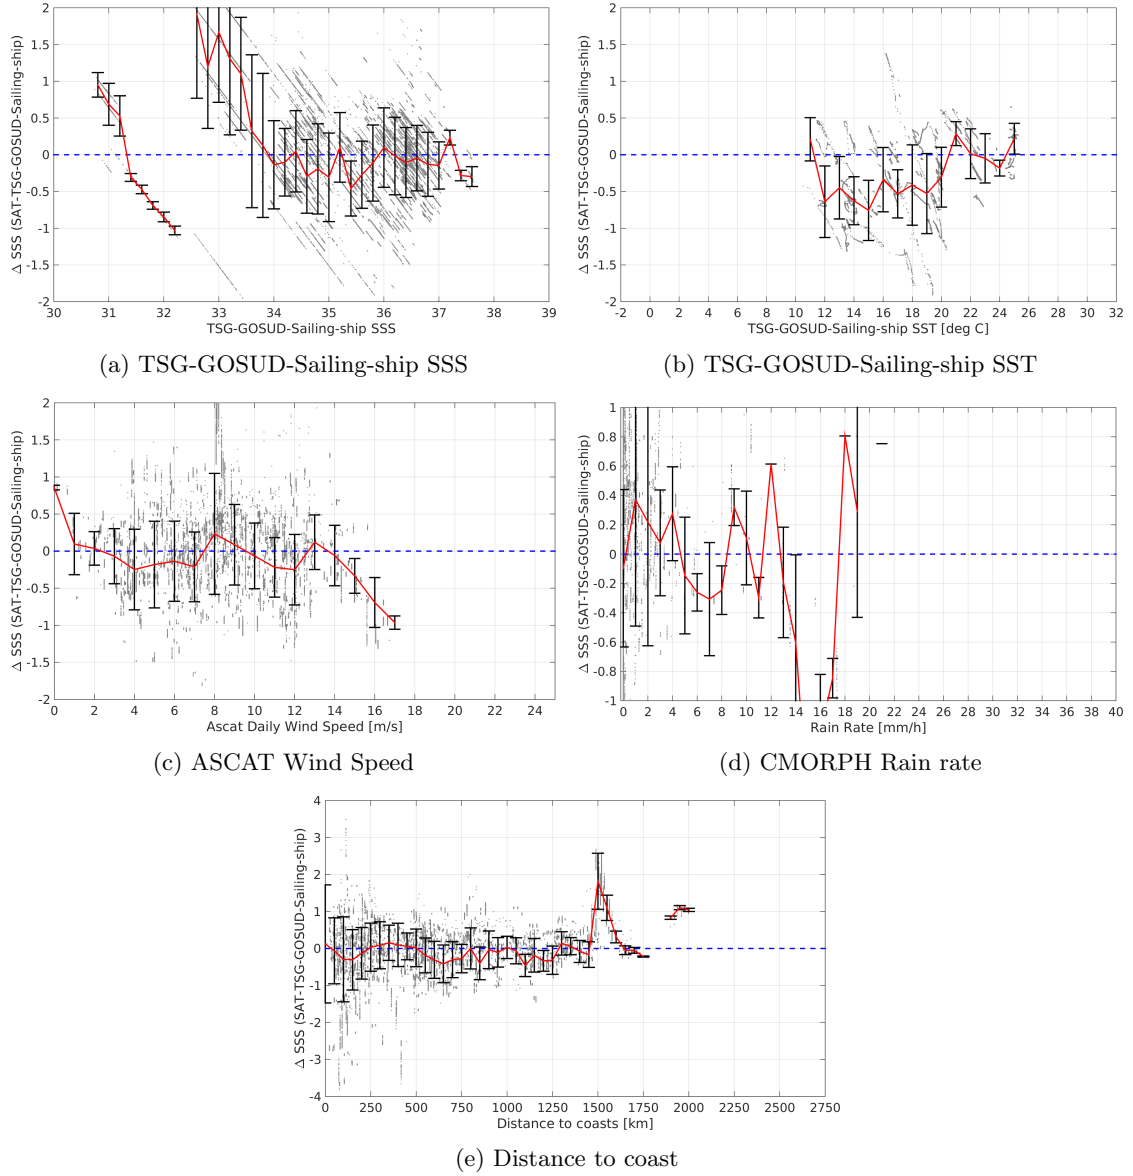 2
1.5
1
0.5
0
-0.5
-1
-1.5
-2
Δ SSS (SAT-TSG-GOSUD-Sailing-ship)
30 31 32 33 34 35 36 37 38 39
TSG-GOSUD-Sailing-ship SSS
(a) TSG-GOSUD-Sailing-ship SSS
2
1.5
1
0.5
0
-0.5
-1
-1.5
-2
Δ SSS (SAT-TSG-GOSUD-Sailing-ship)
-2 0 2 4 6 8 10 12 14 16 18 20 22 24 26 28 30 32
TSG-GOSUD-Sailing-ship SST [deg C]
(b) TSG-GOSUD-Sailing-ship SST
2
1.5
1
0.5
0
-0.5
-1
-1.5
-2
Δ SSS (SAT-TSG-GOSUD-Sailing-ship)
0 2 4 6 8 10 12 14 16 18 20 22 24
Ascat Daily Wind Speed [m/s]
(c) ASCAT Wind Speed
1
0.8
0.6
0.4
0.2
0
-0.2
-0.4
-0.6
-0.8
-1
Δ SSS (SAT-TSG-GOSUD-Sailing-ship)
0 2 4 6 8 10 12 14 16 18 20 22 24 26 28 30 32 34 36 38 40
Rain Rate [mm/h]
(d) CMORPH Rain rate
4
3
2
1
0
-1
-2
-3
-4
Δ SSS (SAT-TSG-GOSUD-Sailing-ship)
0 250 500 750 1000 1250 1500 1750 2000 2250 2500 2750
Distance to coasts [km]
(e) Distance to coast